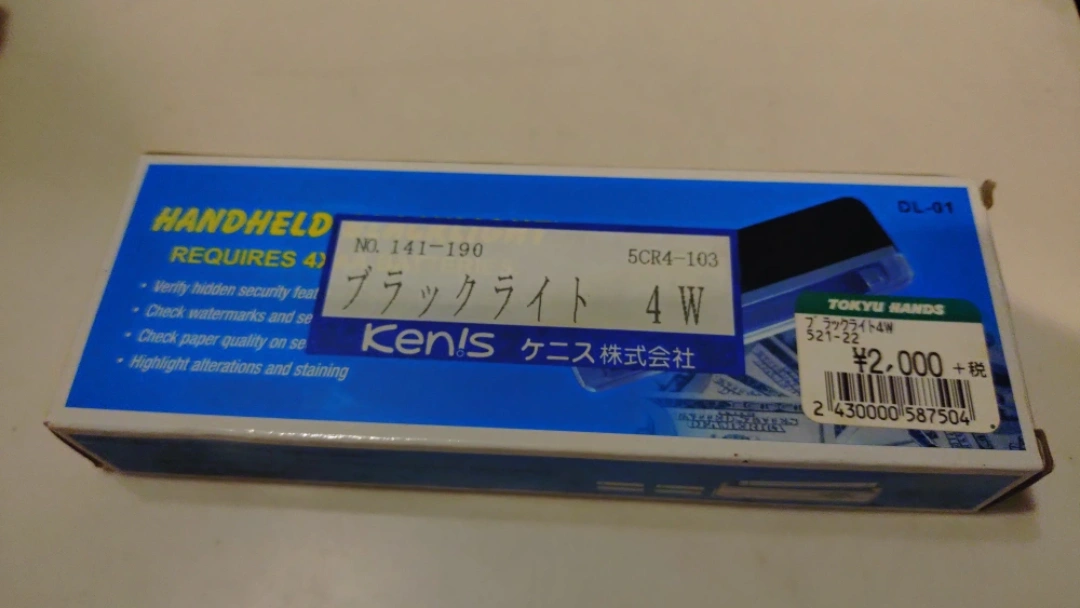 HANDHELD
REQUIRES 4X
• Verify hidden security feat
• Check watermarks and se
• Check paper quality on se
• Highlight alterations and staining
DL-01
NO. 141-190
5CR4-103
ブラックライト 4W
Kenis ケニス株式会社
TOKYU HANDS
ブラックライト4W
521-22
¥2,000 +税
2 430000 587504